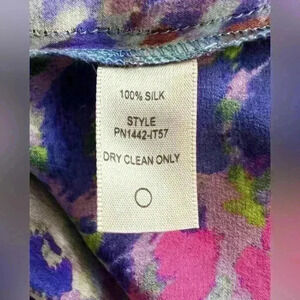 100% SILK
STYLE
PN1442-IT57
DRY CLEAN ONLY